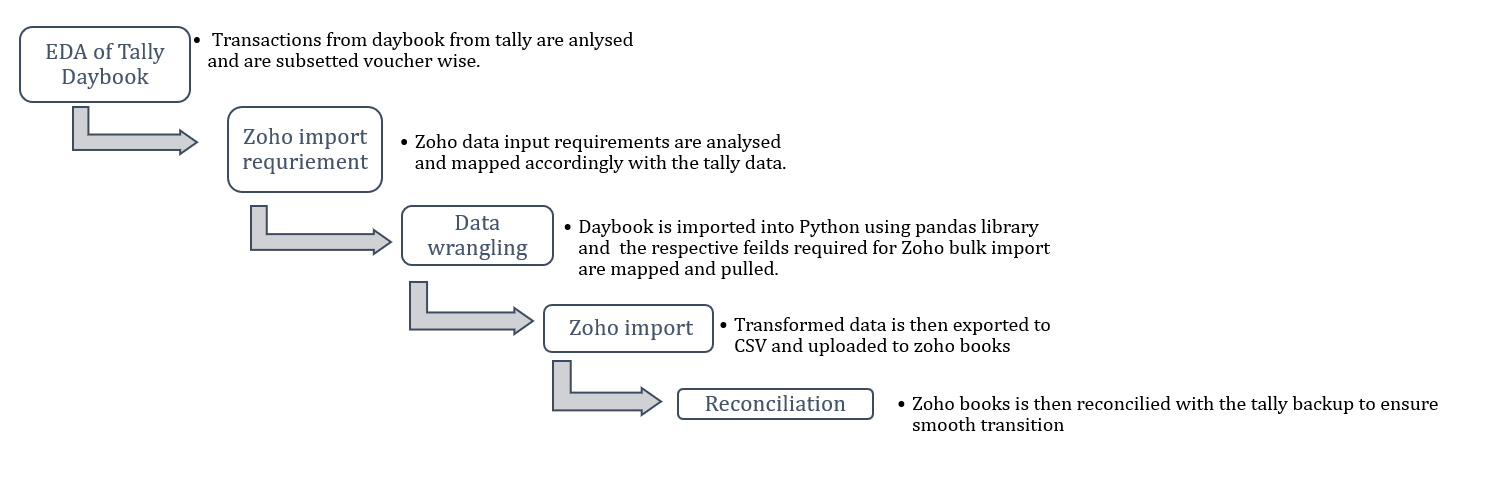 EDA of Tally
Daybook
• Transactions from daybook from tally are anlysed
and are subsetted voucher wise.
Zoho import
requriement
• Zoho data input requirements are analysed
and mapped accordingly with the tally data.
Data
wrangling
• Daybook is imported into Python using pandas library
and the respective feilds required for Zoho bulk import
are mapped and pulled.
Zoho import
• Transformed data is then exported to
CSV and uploaded to zoho books
Reconciliation
• Zoho books is then reconcilied with the tally backup to ensure
smooth transition